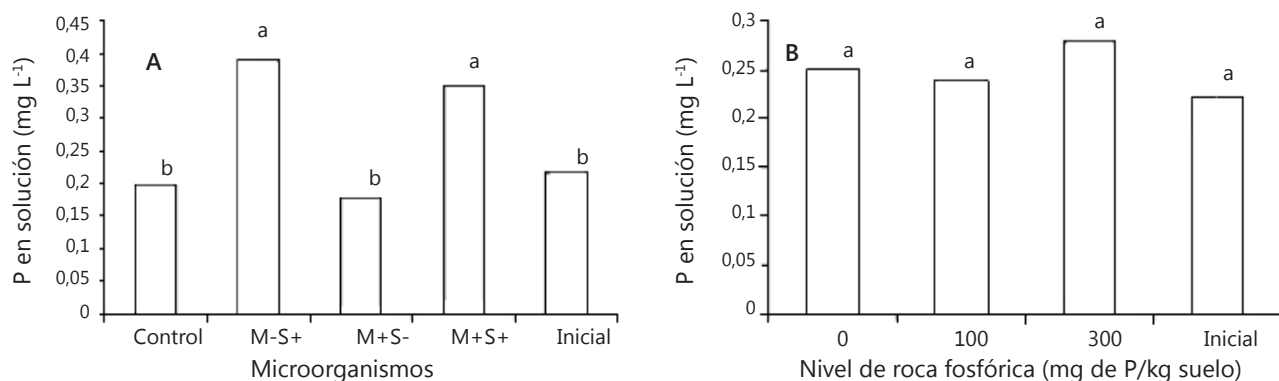 P en solución (mg L-1)
0,45
0,4
0,35
0,3
0,25
0,2
0,15
0,1
0,05
0
A
b
a
b
a
b
Control
M-S+
M+S-
M+S+
Inicial
Microorganismos
P en solución (mg L-1)
0,3
0,25
0,2
0,15
0,1
0,05
0
B
a
a
a
a
0
100
300
Inicial
Nivel de roca fosfórica (mg de P/kg suelo)